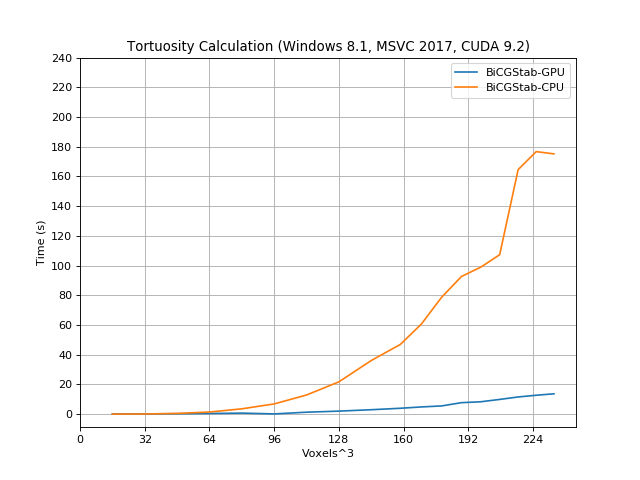 Tortuosity Calculation (Windows 8.1, MSVC 2017, CUDA 9.2)
BiCGStab-GPU
BiCGStab-CPU
240
220
200
180
160
140
120
100
80
60
40
20
0
Time (s)
0 32 64 96 128 160 192 224
Voxels^3